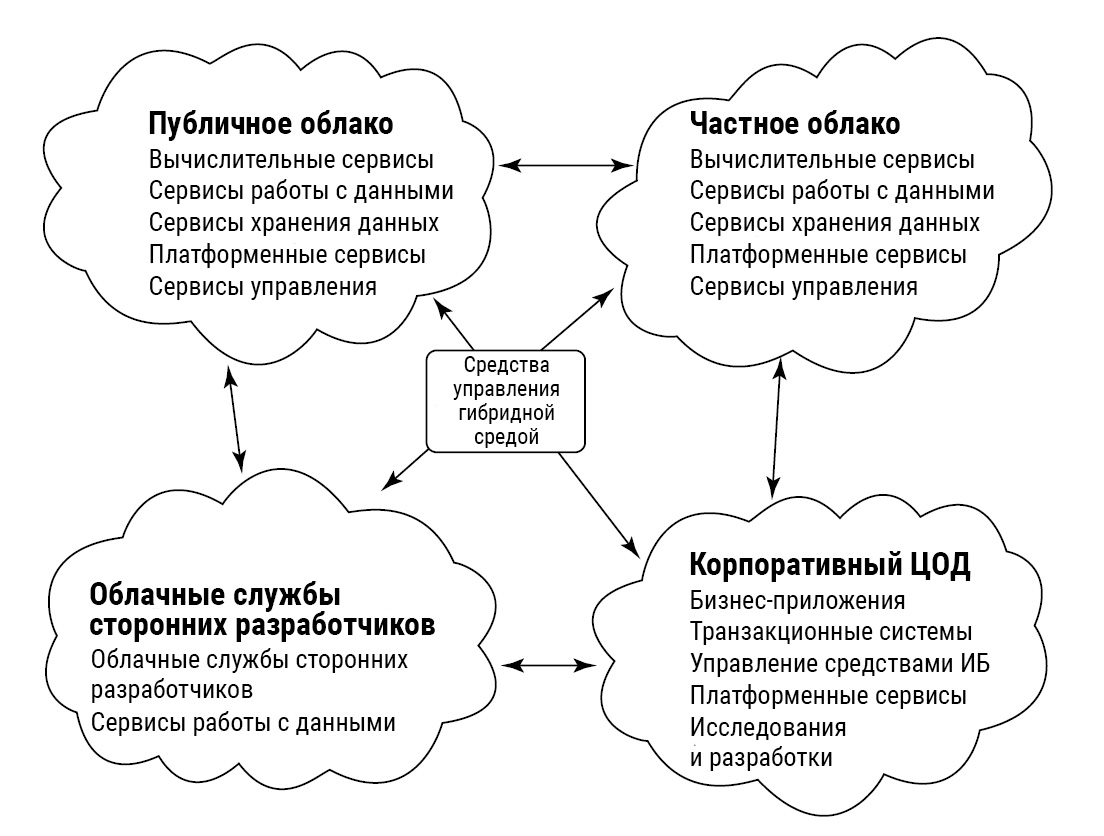 Публичное облако
Вычислительные сервисы
Сервисы работы с данными
Сервисы хранения данных
Платформенные сервисы
Сервисы управления
Частное облако
Вычислительные сервисы
Сервисы работы с данными
Сервисы хранения данных
Платформенные сервисы
Сервисы управления
Средства
управления
гибридной
средой
Облачные службы
сторонних разработчиков
Облачные службы сторонних
разработчиков
Сервисы работы с данными
Корпоративный ЦОД
Бизнес-приложения
Транзакционные системы
Управление средствами ИБ
Платформенные сервисы
Исследования
и разработки